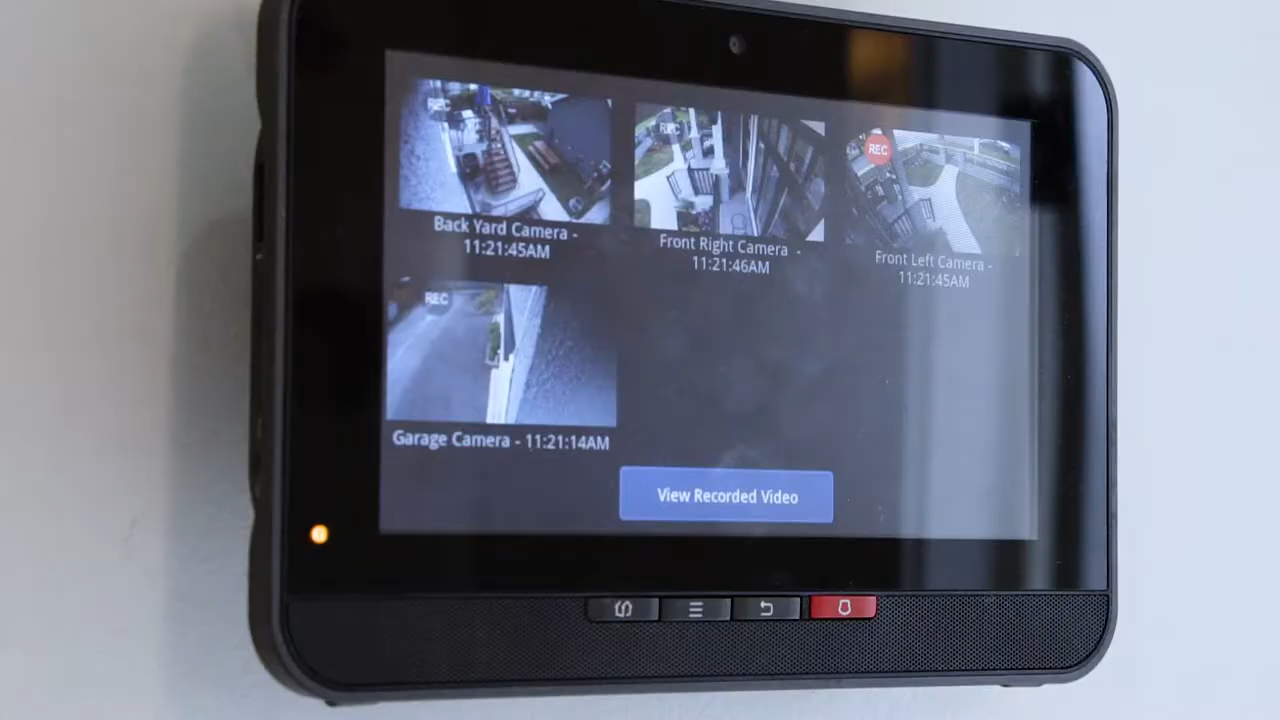 REC
Back Yard Camera -
11:21:45AM
REC
Front Right Camera -
11:21:46AM
REC
Front Left Camera -
11:21:45AM
REC
Garage Camera - 11:21:14AM
View Recorded Video